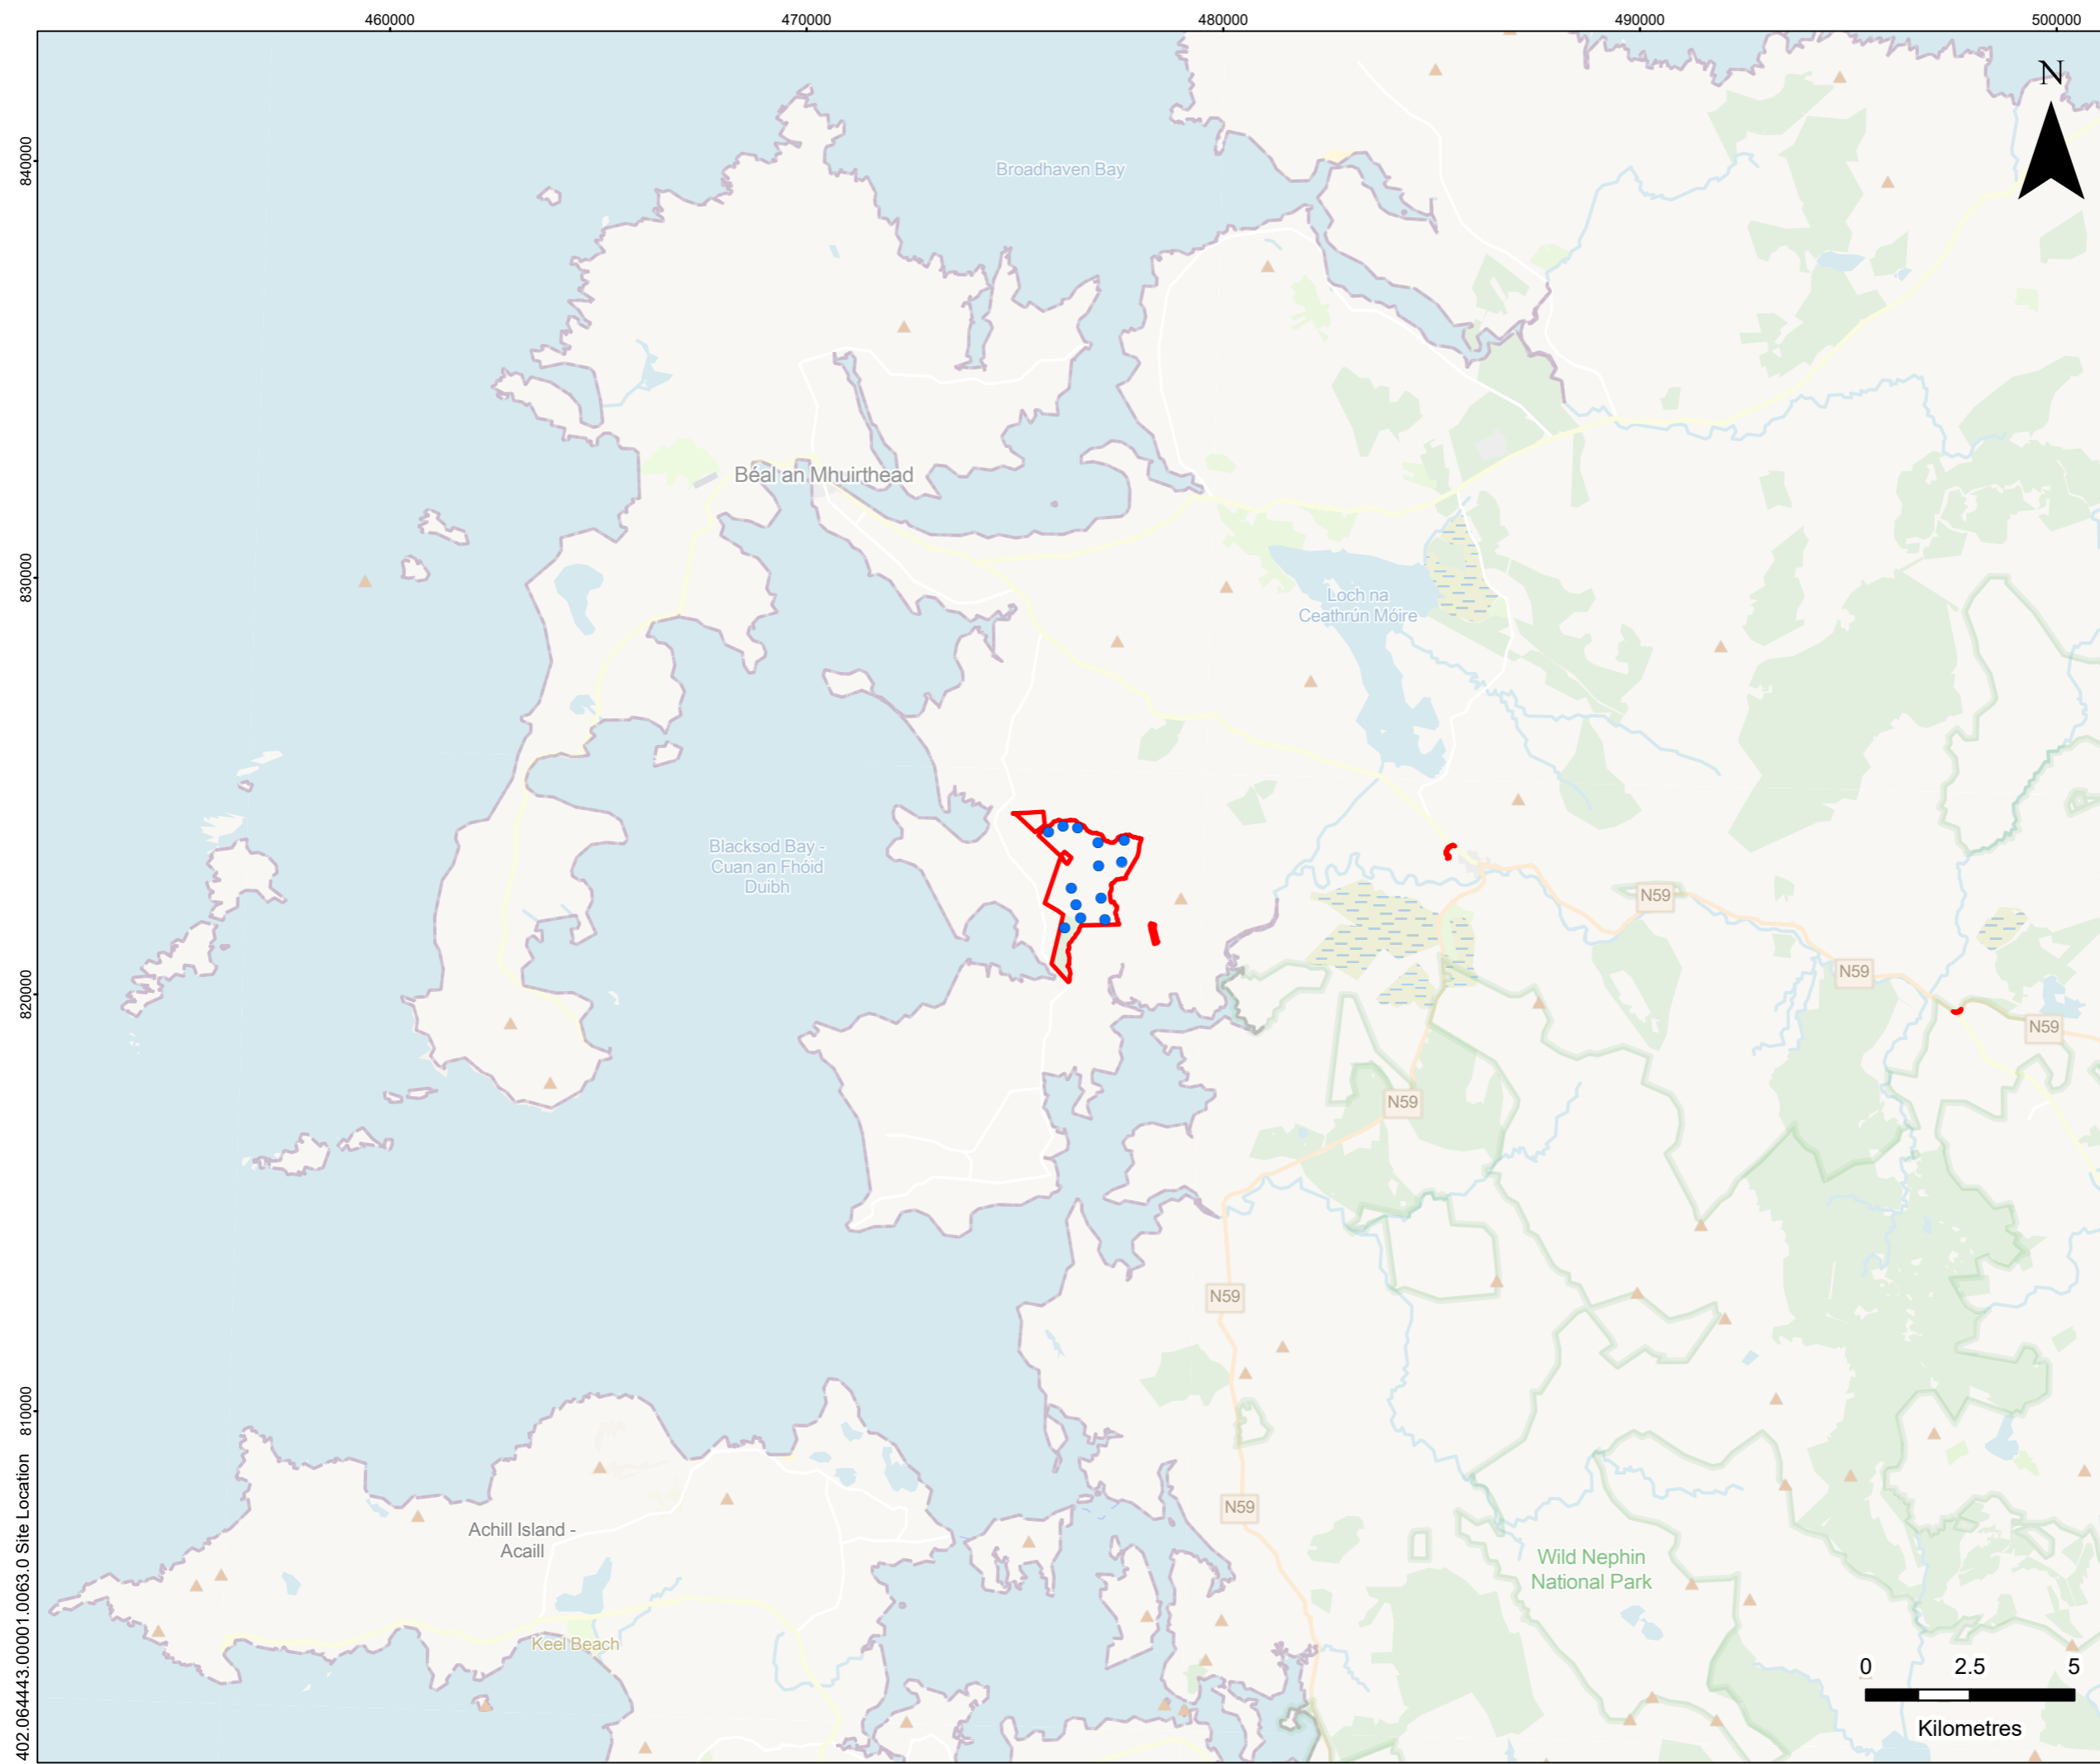 460000
470000
480000
490000
500000
N
840000
830000
820000
810000
Broadhaven Bay
Béal an Mhuirthead
Loch na
Ceathrún Móire
Blacksod Bay -
Cuan an Fhóid
Duibh
N59
N59
N59
N59
N59
N59
Achill Island -
Acaill
Keel Beach
Wild Nephin
National Park
0 2.5 5
Kilometres
402.064443.00001.0063.0 Site Location